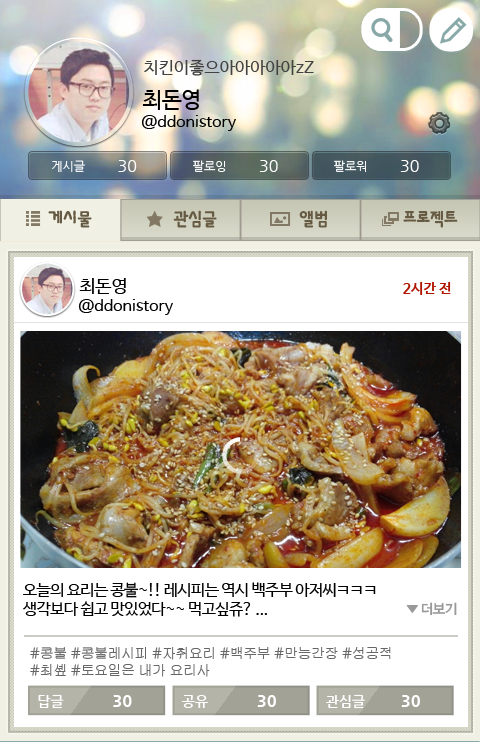 치킨이좋으아아아아아zZ
최돈영
@ddonistory
게시글 30 팔로잉 30 팔로워 30
게시물 관심글 앨범 프로젝트
최돈영
2시간 전
@ddonistory
오늘의 요리는 콩불~!! 레시피는 역시 백주부 아저씨ㅋㅋㅋ
생각보다 쉽고 맛있었다~~ 먹고싶쥬? ...
▼ 더보기
#콩불 #콩불레시피 #자취요리 #백주부 #만능간장 #성공적
#최쉪 #토요일은 내가 요리사
답글 30 공유 30 관심글 30